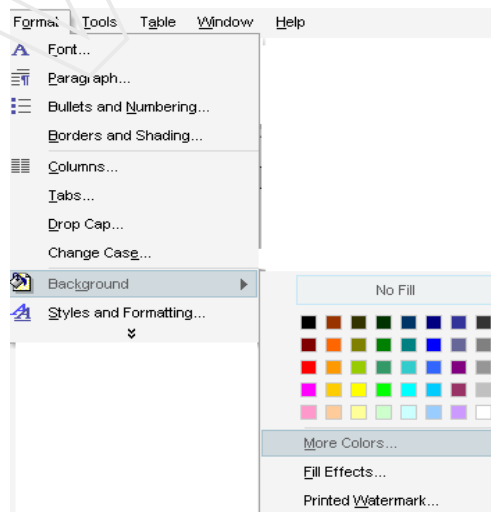 Format Tools Table Window Help
Font...
Paragraph...
Bullets and Numbering...
Borders and Shading...
Columns...
Tabs...
Drop Cap...
Change Case...
Background
Styles and Formatting...
No Fill
More Colors...
Fill Effects...
Printed Watermark...